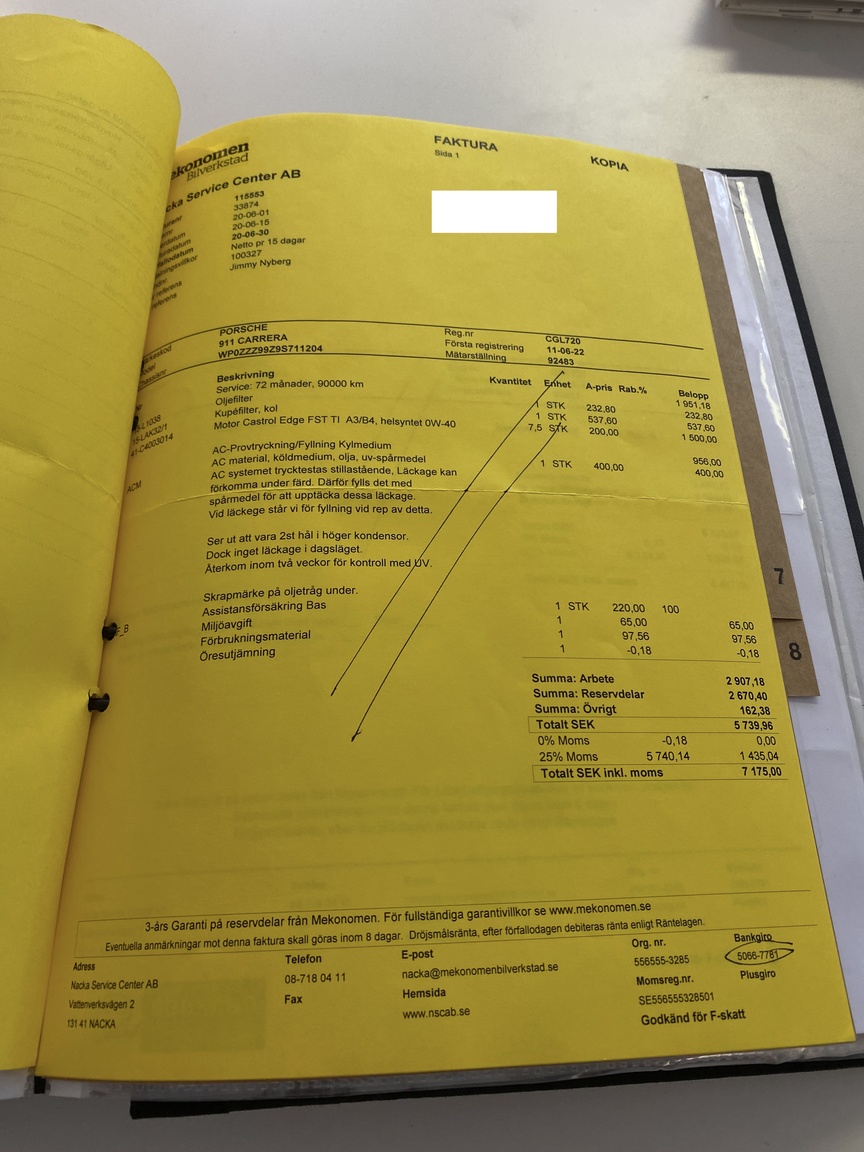 FAKTURA
Sida 1
KOPIA
ekonomen
Bilverkstad
cka Service Center AB
115553
33874
20-06-01
20-06-15
20-06-30
Netto pr 15 dagar
100327
Jimmy Nyberg
PORSCHE
911 CARRERA
WP0ZZZ99Z9S711204
Reg.nr CGL720
Första registrering 11-06-22
Mätarställning 92483
Beskrivning Kvantitet Enhet A-pris Rab.% Belopp
Service: 72 månader, 90000 km 1 951,18
Oljefilter 1 STK 232,80 232,80
Kupéfilter, kol 1 STK 537,60 537,60
Motor Castrol Edge FST TI A3/B4, helsyntet 0W-40 7,5 STK 200,00 1 500,00
AC-Provtryckning/Fyllning Kylmedium 956,00
ACM AC material, köldmedium, olja, uv-spårmedel 1 STK 400,00 400,00
AC systemet trycktestas stillastående, Läckage kan
förkomma under färd. Därför fylls det med
spårmedel för att upptäcka dessa läckage.
Vid läckege står vi för fyllning vid rep av detta.
Ser ut att vara 2st hål i höger kondensor.
Dock inget läckage i dagsläget.
Återkom inom två veckor för kontroll med UV.
Skrapmärke på oljetråg under.
Assistansförsäkring Bas 1 STK 220,00 100
Miljöavgift 1 65,00 65,00
Förbrukningsmaterial 1 97,56 97,56
Öresutjämning 1 -0,18 -0,18
Summa: Arbete 2 907,18
Summa: Reservdelar 2 670,40
Summa: Övrigt 162,38
Totalt SEK 5 739,96
0% Moms -0,18 0,00
25% Moms 5 740,14 1 435,04
Totalt SEK inkl. moms 7 175,00
7
8
3-års Garanti på reservdelar från Mekonomen. För fullständiga garantivillkor se www.mekonomen.se
Eventuella anmärkningar mot denna faktura skall göras inom 8 dagar. Dröjsmålsränta, efter förfallodagen debiteras ränta enligt Räntelagen.
Adress
Nacka Service Center AB
Vattenverksvägen 2
131 41 NACKA
Telefon
08-718 04 11
Fax
E-post
nacka@mekonomenbilverkstad.se
Hemsida
www.nscab.se
Org. nr.
556555-3285
Momsreg.nr.
SE556555328501
Godkänd för F-skatt
Bankgiro
5066-7781
Plusgiro